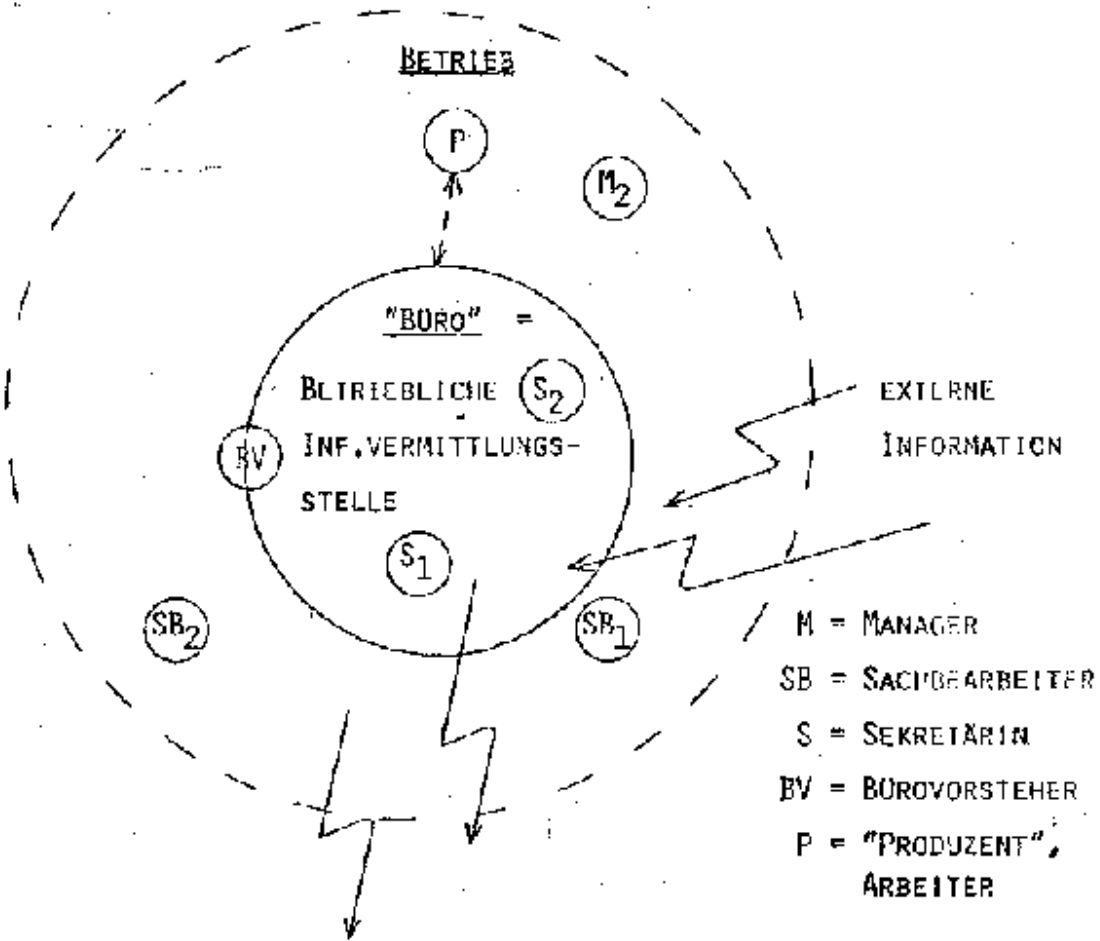 BETRIEB
P
M2
"BÜRO" =
BETRIEBLICHE S2
INF.VERMITTLUNGS-
STELLE
BV
S1
SB2
SB1
EXTERNE
INFORMATION
M = MANAGER
SB = SACHBEARBEITER
S = SEKRETÄRIN
BV = BÜROVORSTEHER
P = "PRODUZENT",
ARBEITER